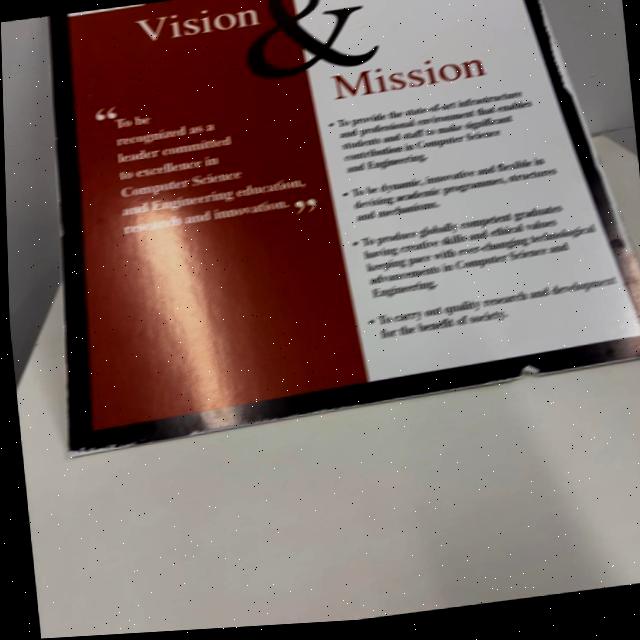 Vision
&
Mission
“To be
recognized as a
leader committed
to excellence in
Computer Science
and Engineering education,
research and innovation.”
• To provide the state-of-art infrastructure
and professional environment that enables
students and staff to make significant
contributions in Computer Science
and Engineering.
• To be dynamic, innovative and flexible in
devising academic programmes, structures
and mechanisms.
• To produce globally competent graduates
having creative skills and ethical values
keeping pace with ever-changing technological
advancements in Computer Science and
Engineering.
• To carry out quality research and development
for the benefit of society.